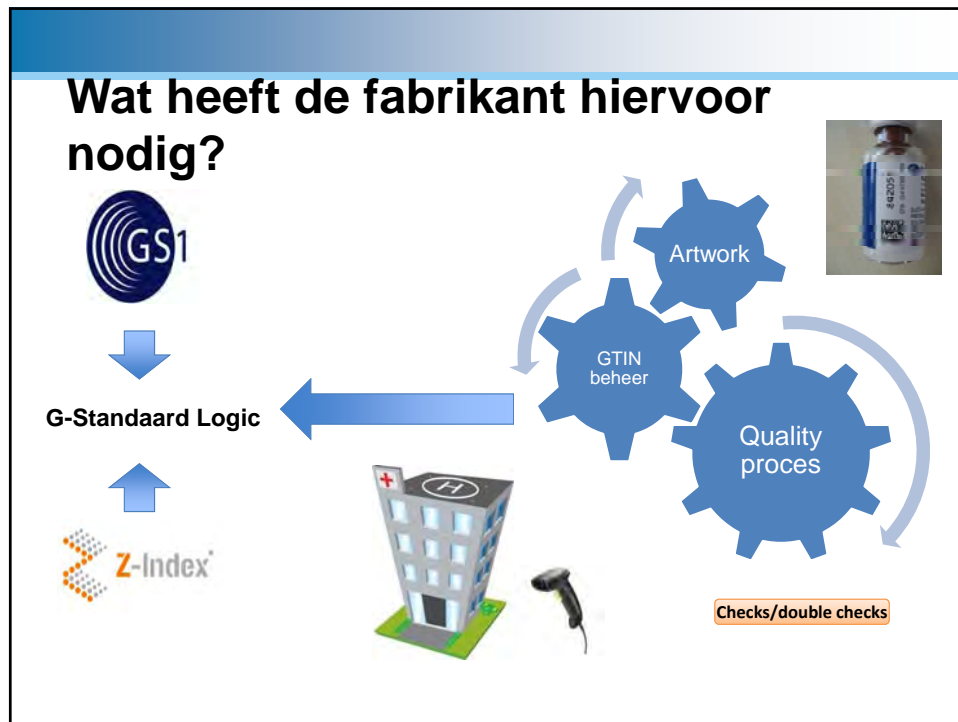 Wat heeft de fabrikant hiervoor
nodig?
GS1
Artwork
GTIN
beheer
G-Standaard Logic
Quality
proces
H
Z-Index
Checks/double checks